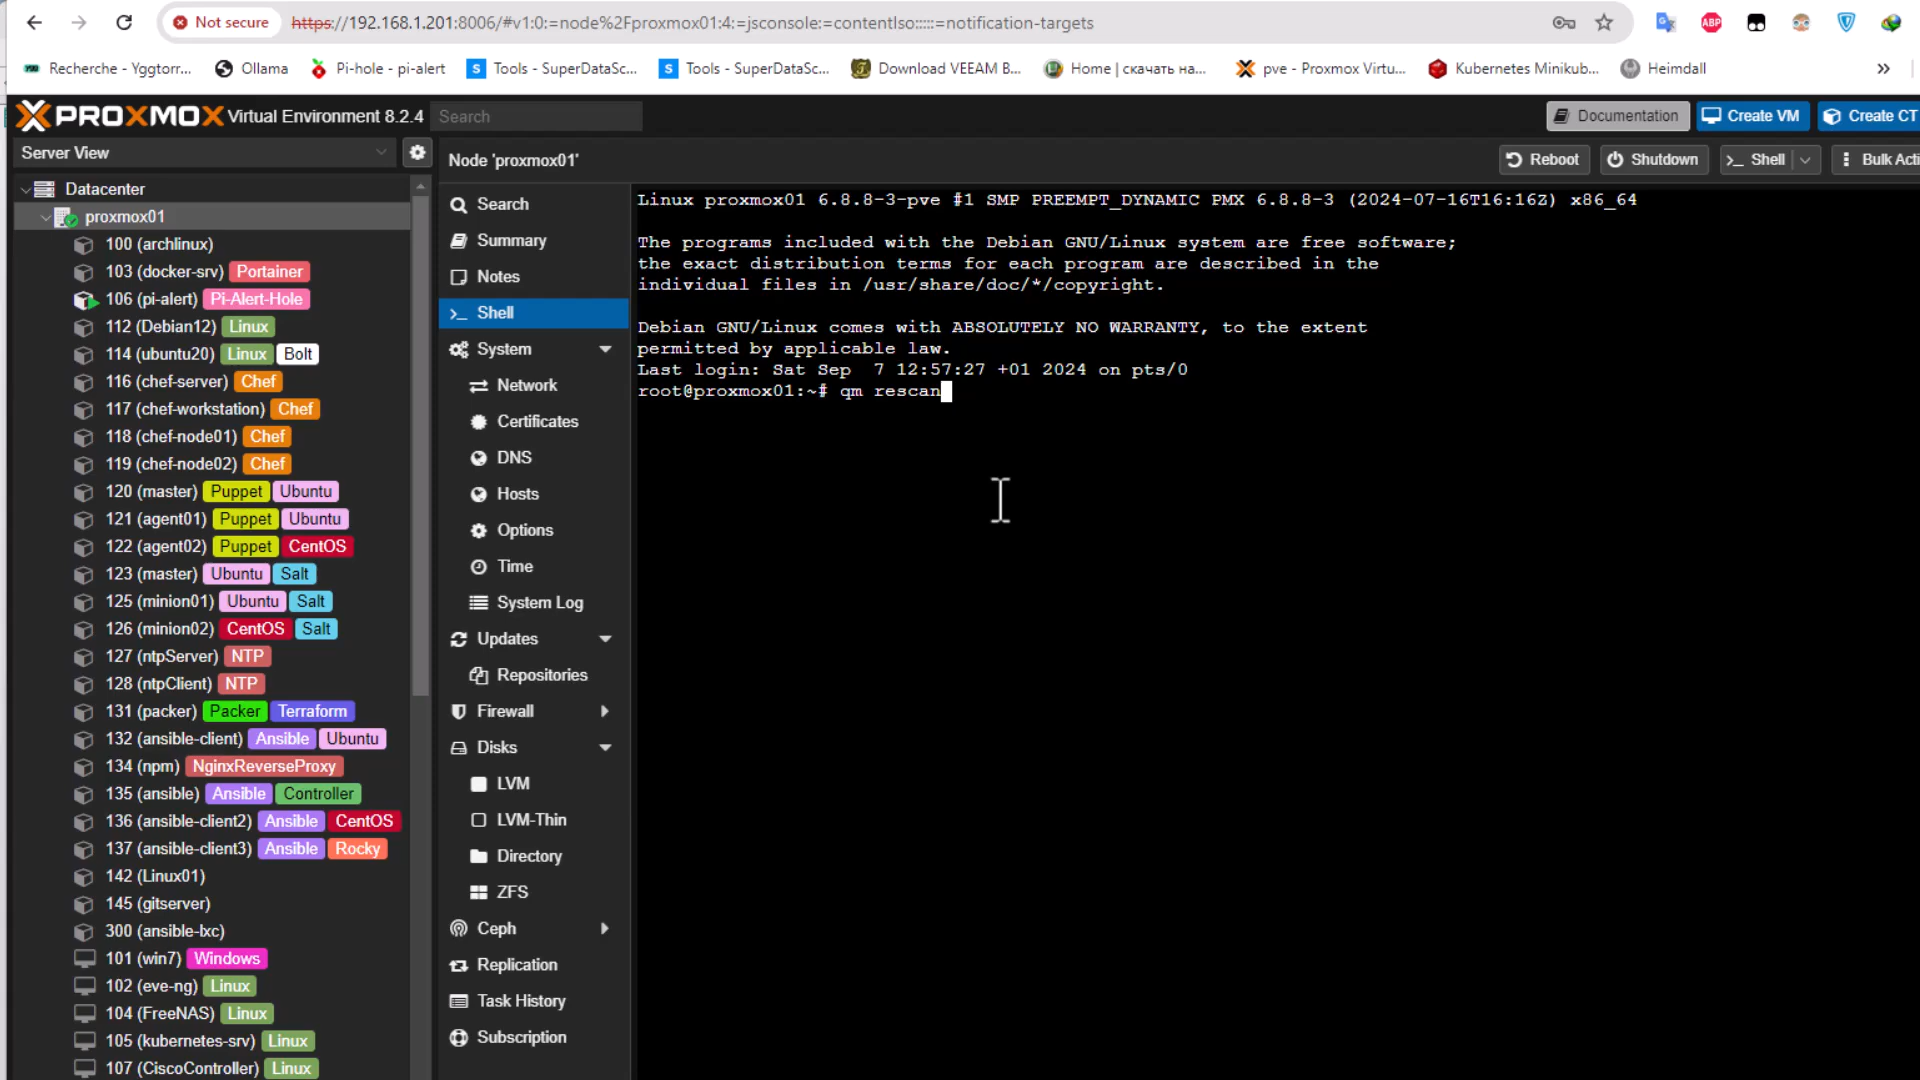 Not secure
https://192.168.1.201:8006/#v1:0:=node%2Fproxmox01:4:=jsconsole:=contentIso:::::=notification-targets
Recherche - Yggtorr...
Ollama
Pi-hole - pi-alert
Tools - SuperDataSc...
Tools - SuperDataSc...
Download VEEAM B...
Home | скачать на...
pve - Proxmox Virtu...
Kubernetes Minikub...
Heimdall
PROXMOX Virtual Environment 8.2.4
Search
Documentation
Create VM
Create CT
Server View
Node 'proxmox01'
Reboot
Shutdown
Shell
Bulk Acti
Datacenter
proxmox01
100 (archlinux)
103 (docker-srv) Portainer
106 (pi-alert) Pi-Alert-Hole
112 (Debian12) Linux
114 (ubuntu20) Linux Bolt
116 (chef-server) Chef
117 (chef-workstation) Chef
118 (chef-node01) Chef
119 (chef-node02) Chef
120 (master) Puppet Ubuntu
121 (agent01) Puppet Ubuntu
122 (agent02) Puppet CentOS
123 (master) Ubuntu Salt
125 (minion01) Ubuntu Salt
126 (minion02) CentOS Salt
127 (ntpServer) NTP
128 (ntpClient) NTP
131 (packer) Packer Terraform
132 (ansible-client) Ansible Ubuntu
134 (npm) NginxReverseProxy
135 (ansible) Ansible Controller
136 (ansible-client2) Ansible CentOS
137 (ansible-client3) Ansible Rocky
142 (Linux01)
145 (gitserver)
300 (ansible-lxc)
101 (win7) Windows
102 (eve-ng) Linux
104 (FreeNAS) Linux
105 (kubernetes-srv) Linux
107 (CiscoController) Linux
Search
Summary
Notes
Shell
System
Network
Certificates
DNS
Hosts
Options
Time
System Log
Updates
Repositories
Firewall
Disks
LVM
LVM-Thin
Directory
ZFS
Ceph
Replication
Task History
Subscription
Linux proxmox01 6.8.8-3-pve #1 SMP PREEMPT_DYNAMIC PMX 6.8.8-3 (2024-07-16T16:16Z) x86_64
The programs included with the Debian GNU/Linux system are free software;
the exact distribution terms for each program are described in the
individual files in /usr/share/doc/*/copyright.
Debian GNU/Linux comes with ABSOLUTELY NO WARRANTY, to the extent
permitted by applicable law.
Last login: Sat Sep  7 12:57:27 +01 2024 on pts/0
root@proxmox01:~# qm rescan